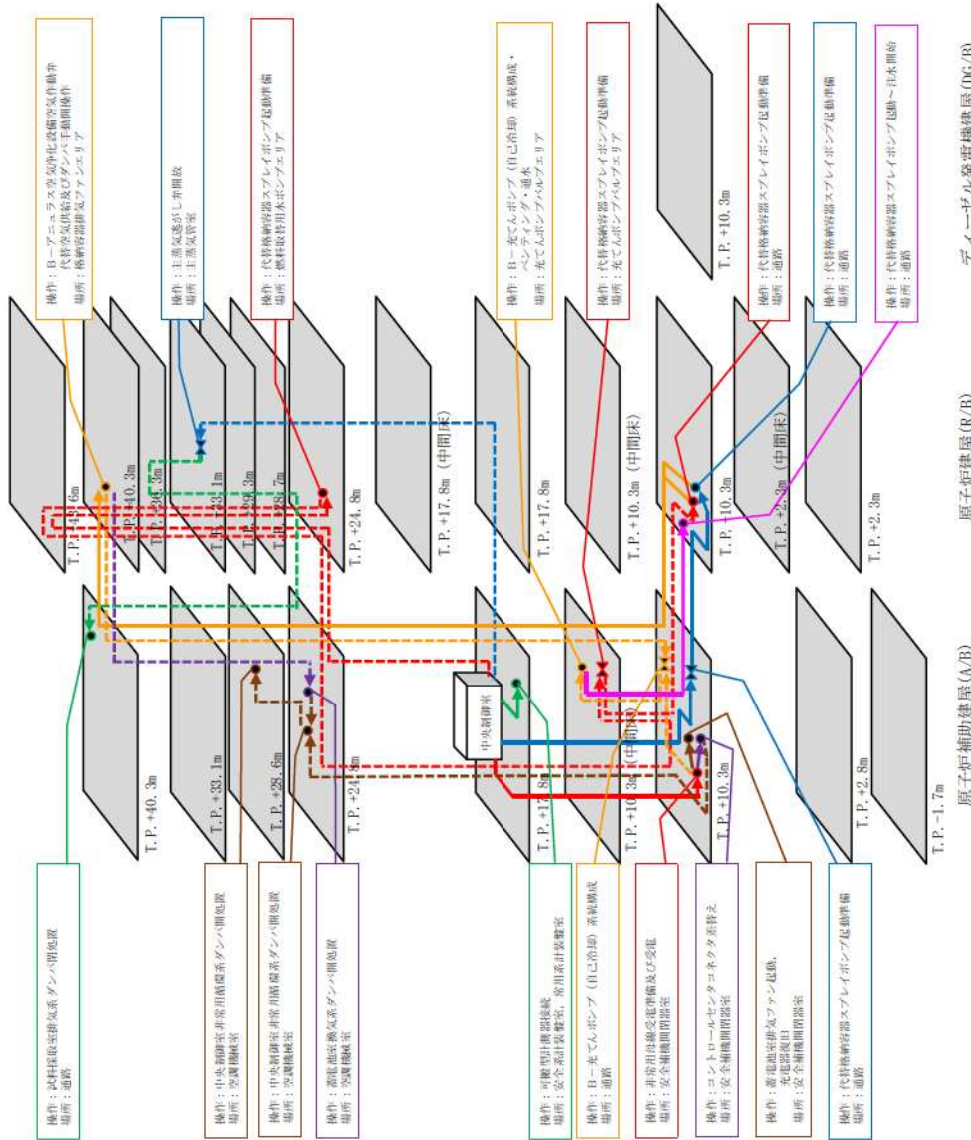 操作：試料採取室排気系ダンパ閉処置
場所：通路
操作：中央制御室非常用循環系ダンパ開処置
場所：空調機械室
操作：中央制御室非常用循環系ダンパ開処置
場所：空調機械室
操作：蓄電池室換気系ダンパ開処置
場所：空調機械室
操作：可搬型計測器接続
場所：安全系計装盤室，常用系計装盤室
操作：Ｂ－充てんポンプ（自己冷却）系統構成
場所：通路
操作：非常用母線受電準備及び受電
場所：安全補機開閉器室
操作：コントロールセンタコネクタ差替え
場所：安全補機開閉器室
操作：蓄電池室排気ファン起動，
充電器復旧
場所：安全補機開閉器室
操作：代替格納容器スプレイポンプ起動準備
場所：通路
T.P.+40.3m
T.P.+33.1m
T.P.+28.6m
T.P.+24.8m
中央制御室
T.P.+17.8m
T.P.+10.3m（中間床）
T.P.+10.3m
T.P.+2.8m
T.P.-1.7m
原子炉補助建屋(A/B)
T.P.+43.6m
T.P.+40.3m
T.P.+36.3m
T.P.+33.1m
T.P.+29.3m
T.P.+28.7m
T.P.+24.8m
T.P.+17.8m（中間床）
T.P.+17.8m
T.P.+10.3m（中間床）
T.P.+10.3m
T.P.+2.3m（中間床）
T.P.+2.3m
原子炉建屋(R/B)
操作：Ｂ－アニュラス空気浄化設備空気作動弁
代替空気供給及びダンパ手動開操作
場所：格納容器排気ファンエリア
操作：主蒸気逃がし弁開放
場所：主蒸気管室
操作：代替格納容器スプレイポンプ起動準備
場所：燃料取替用水ポンプエリア
操作：Ｂ－充てんポンプ（自己冷却）系統構成・
ベンティング・通水
場所：充てんポンプバルブエリア
操作：代替格納容器スプレイポンプ起動準備
場所：充てんポンプバルブエリア
操作：代替格納容器スプレイポンプ起動準備
場所：通路
操作：代替格納容器スプレイポンプ起動準備
場所：通路
操作：代替格納容器スプレイポンプ起動～注水開始
場所：通路
T.P.+10.3m
ディーゼル発電機建屋(DG/B)